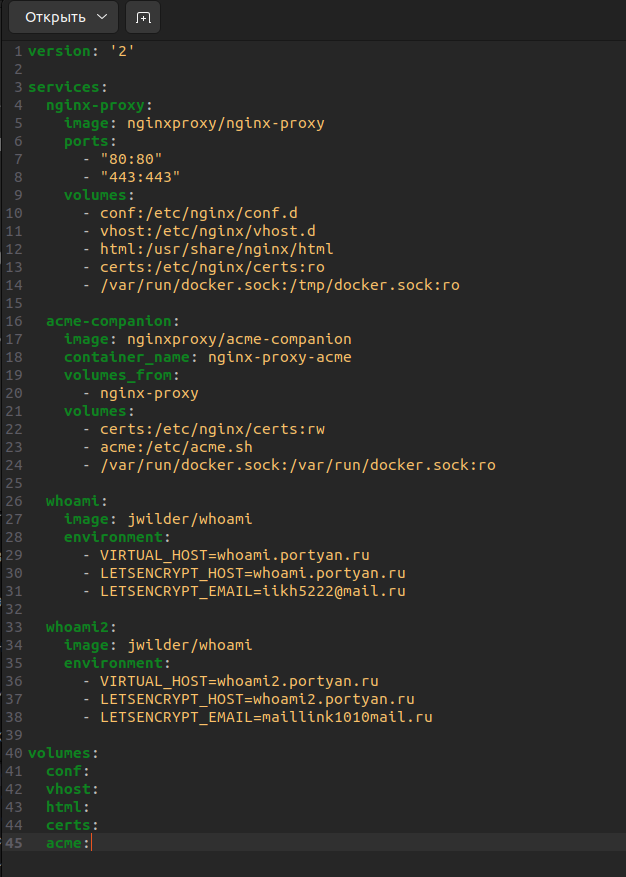 Открыть
1 version: '2'
2
3 services:
4   nginx-proxy:
5     image: nginxproxy/nginx-proxy
6     ports:
7       - "80:80"
8       - "443:443"
9     volumes:
10       - conf:/etc/nginx/conf.d
11       - vhost:/etc/nginx/vhost.d
12       - html:/usr/share/nginx/html
13       - certs:/etc/nginx/certs:ro
14       - /var/run/docker.sock:/tmp/docker.sock:ro
15
16   acme-companion:
17     image: nginxproxy/acme-companion
18     container_name: nginx-proxy-acme
19     volumes_from:
20       - nginx-proxy
21     volumes:
22       - certs:/etc/nginx/certs:rw
23       - acme:/etc/acme.sh
24       - /var/run/docker.sock:/var/run/docker.sock:ro
25
26   whoami:
27     image: jwilder/whoami
28     environment:
29       - VIRTUAL_HOST=whoami.portyan.ru
30       - LETSENCRYPT_HOST=whoami.portyan.ru
31       - LETSENCRYPT_EMAIL=iikh5222@mail.ru
32
33   whoami2:
34     image: jwilder/whoami
35     environment:
36       - VIRTUAL_HOST=whoami2.portyan.ru
37       - LETSENCRYPT_HOST=whoami2.portyan.ru
38       - LETSENCRYPT_EMAIL=maillink1010mail.ru
39
40 volumes:
41   conf:
42   vhost:
43   html:
44   certs:
45   acme: